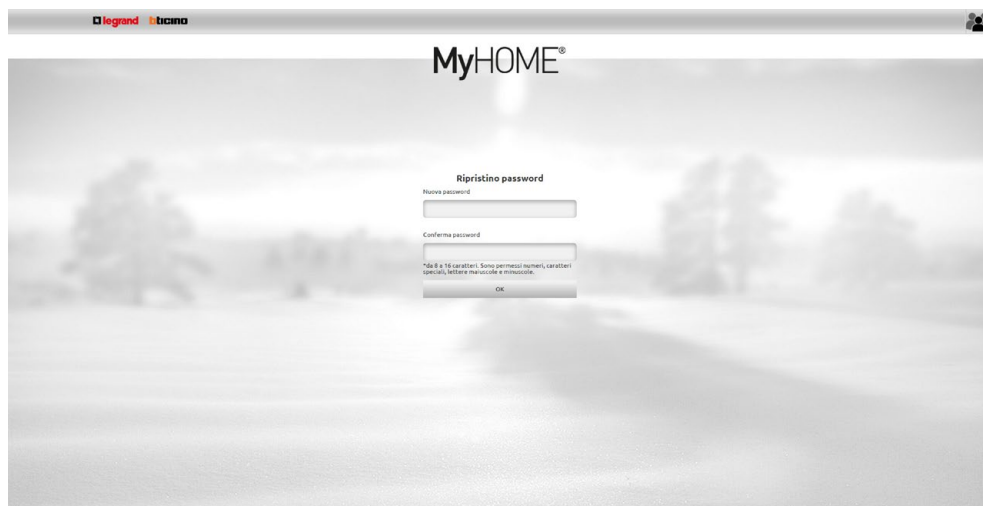 legrand bticino
MyHOME®
Ripristino password
Nuova password
Conferma password
*da 8 a 16 caratteri. Sono permessi numeri, caratteri
speciali, lettere maiuscole e minuscole.
OK